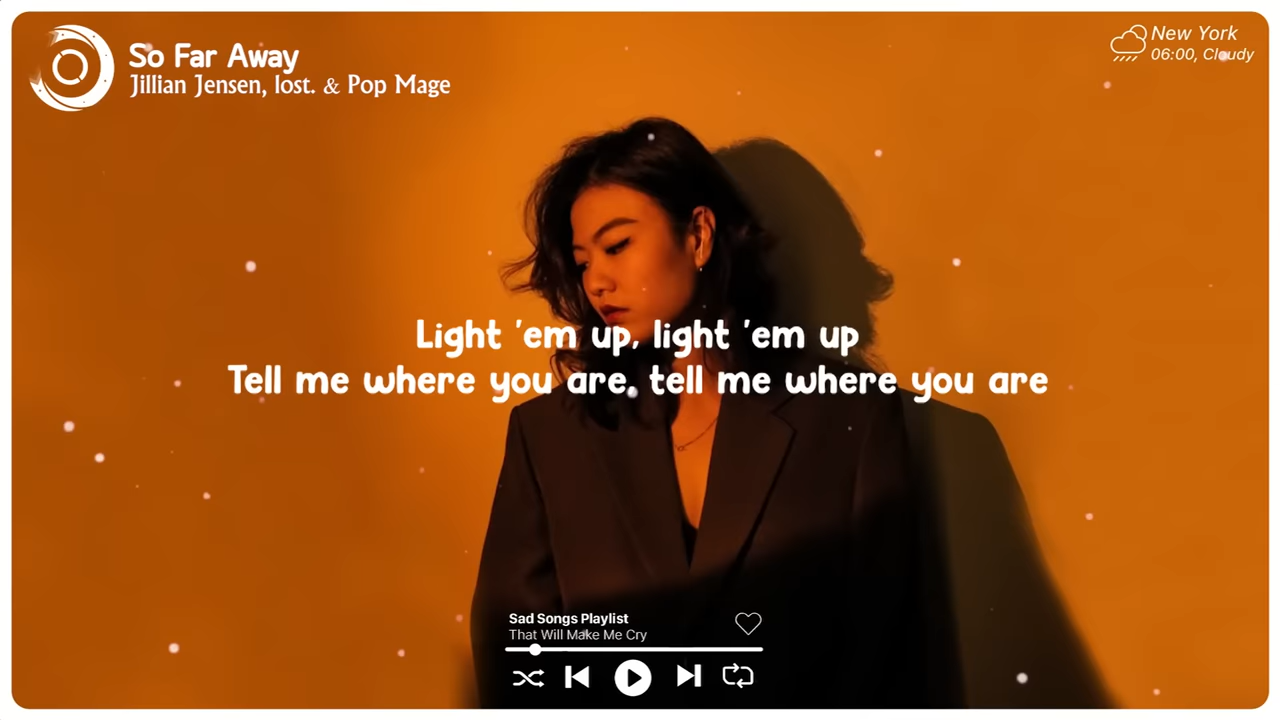 So Far Away
Jillian Jensen, lost. & Pop Mage
New York
06:00, Cloudy
Light 'em up, light 'em up
Tell me where you are, tell me where you are
Sad Songs Playlist
That Will Make Me Cry